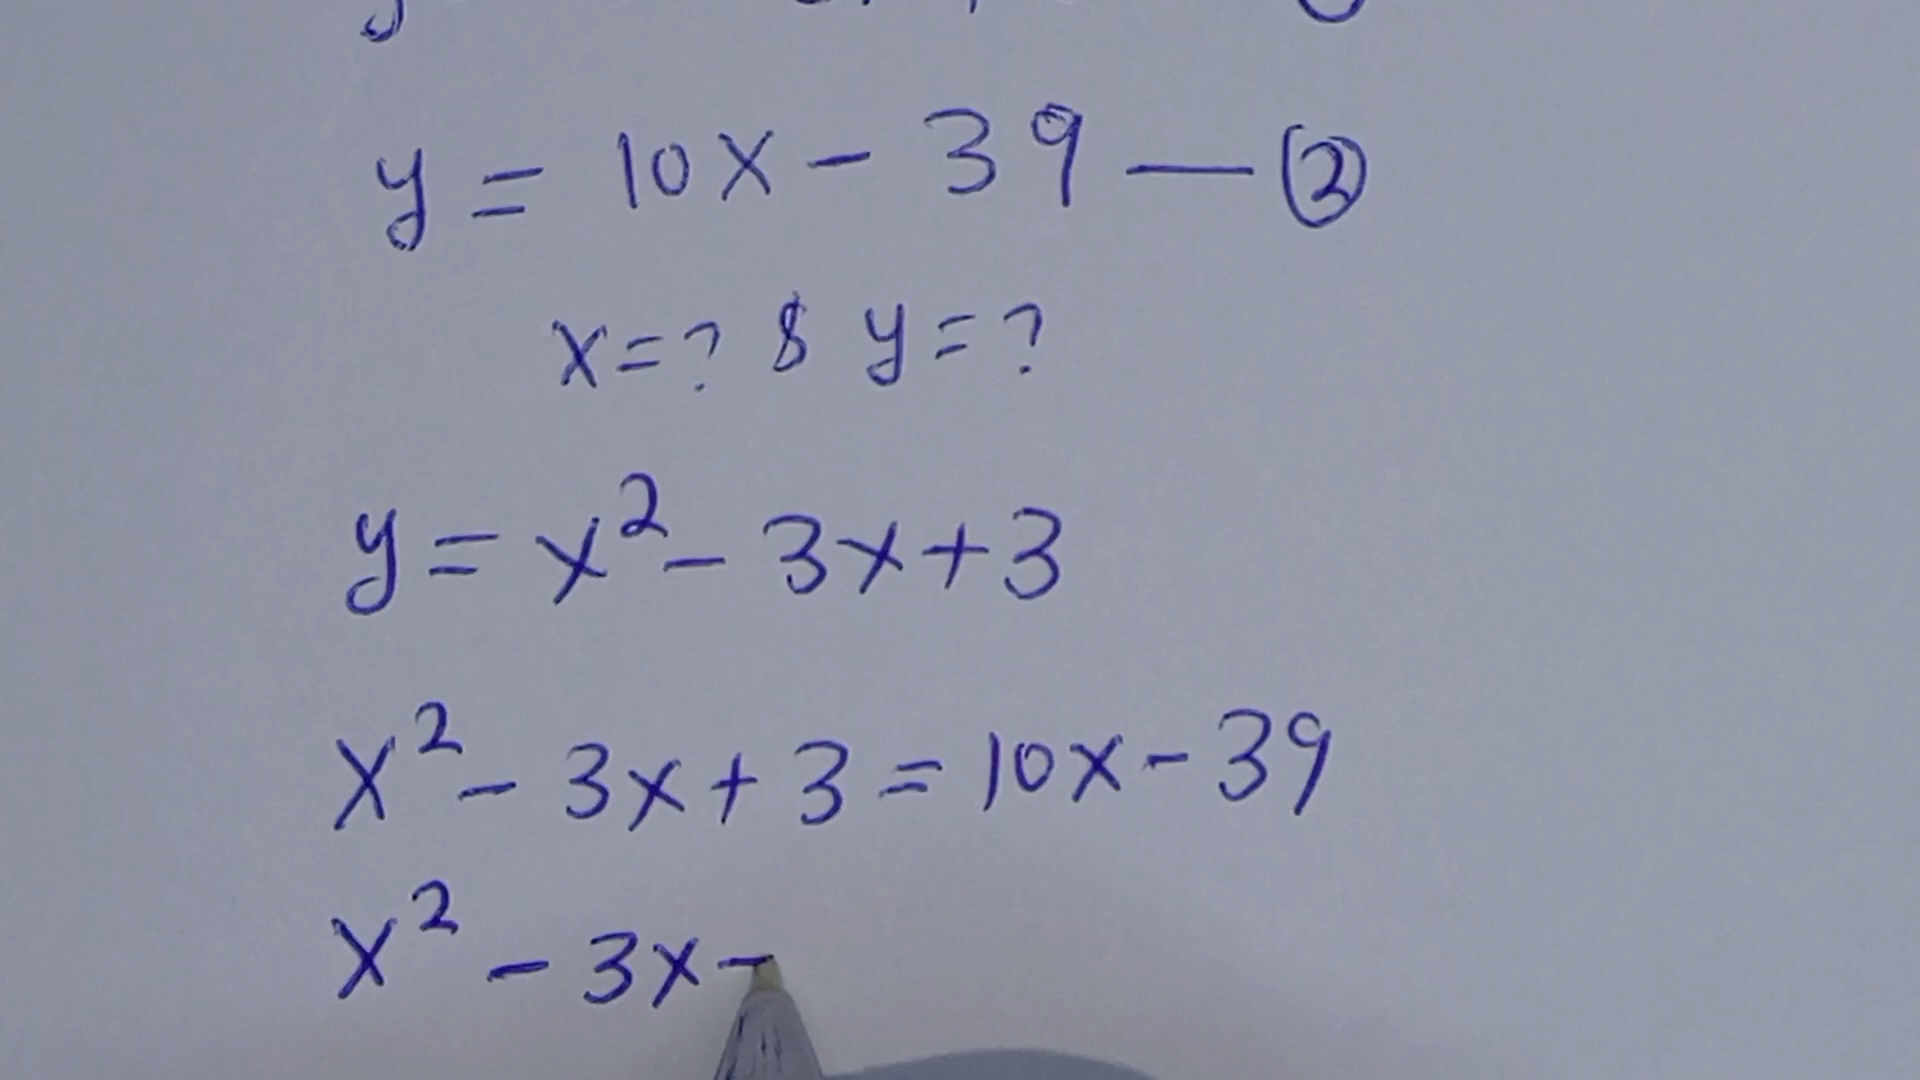 y = 10x - 39 — ②
x = ? & y = ?
y = x² - 3x + 3
x² - 3x + 3 = 10x - 39
x² - 3x -